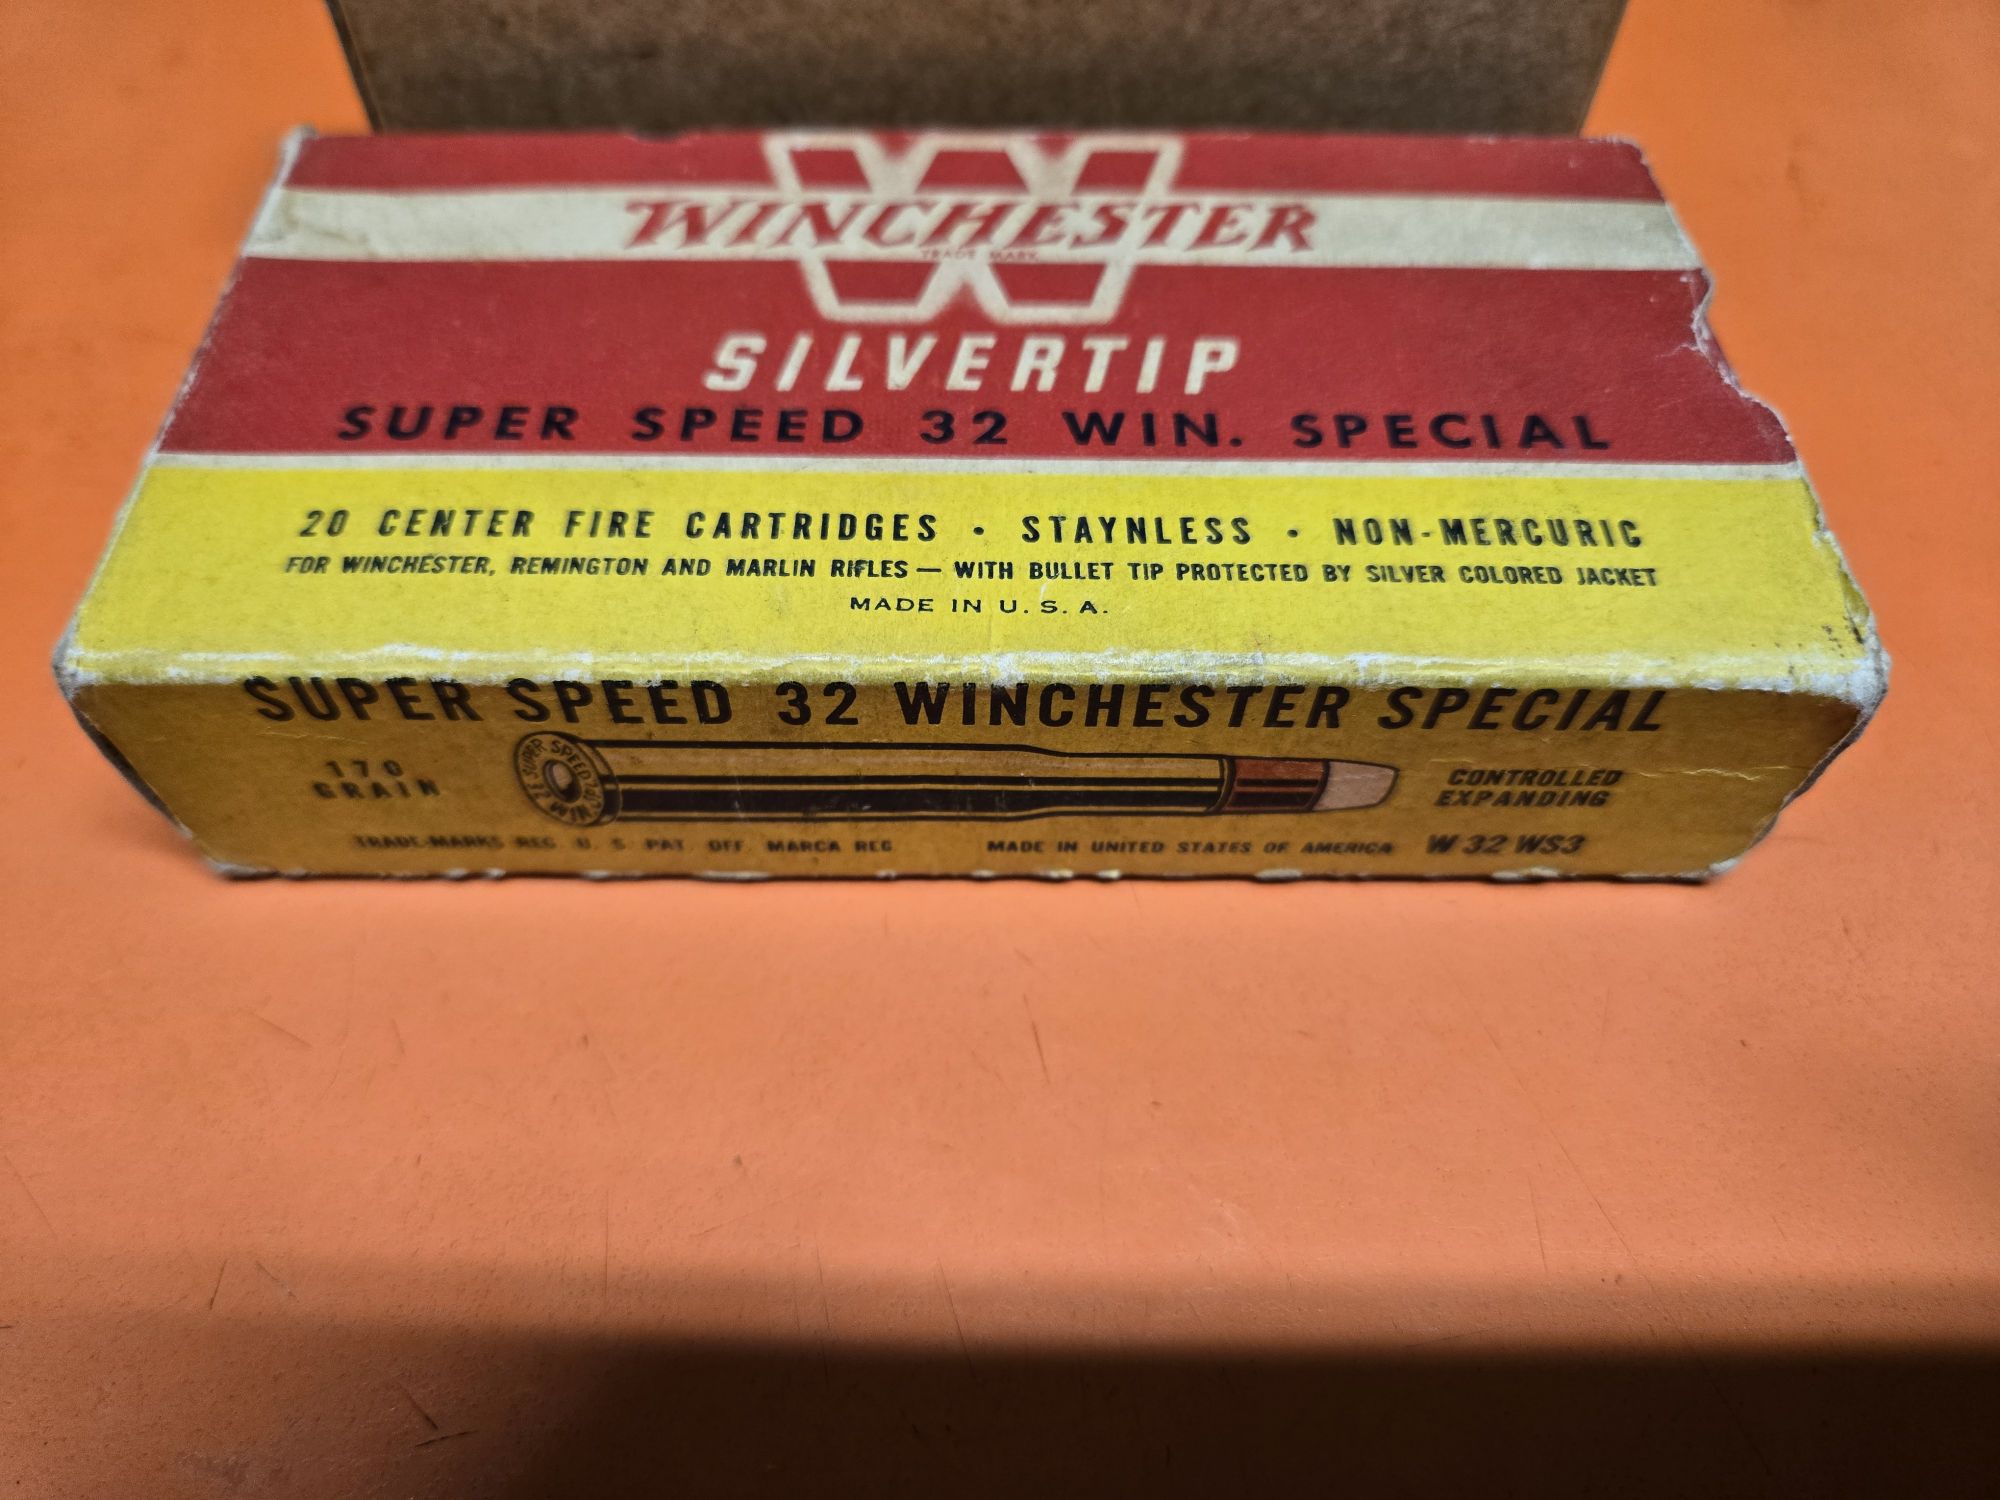 W
WINCHESTER
TRADE MARK
SILVERTIP
SUPER SPEED 32 WIN. SPECIAL
20 CENTER FIRE CARTRIDGES • STAYNLESS • NON-MERCURIC
FOR WINCHESTER, REMINGTON AND MARLIN RIFLES — WITH BULLET TIP PROTECTED BY SILVER COLORED JACKET
MADE IN U.S.A.
SUPER SPEED 32 WINCHESTER SPECIAL
170
GRAIN
SUPER SPEED
CONTROLLED
EXPANDING
TRADE-MARKS REG. U. S. PAT. OFF. MARCA REG.
MADE IN UNITED STATES OF AMERICA
W 32 WS3